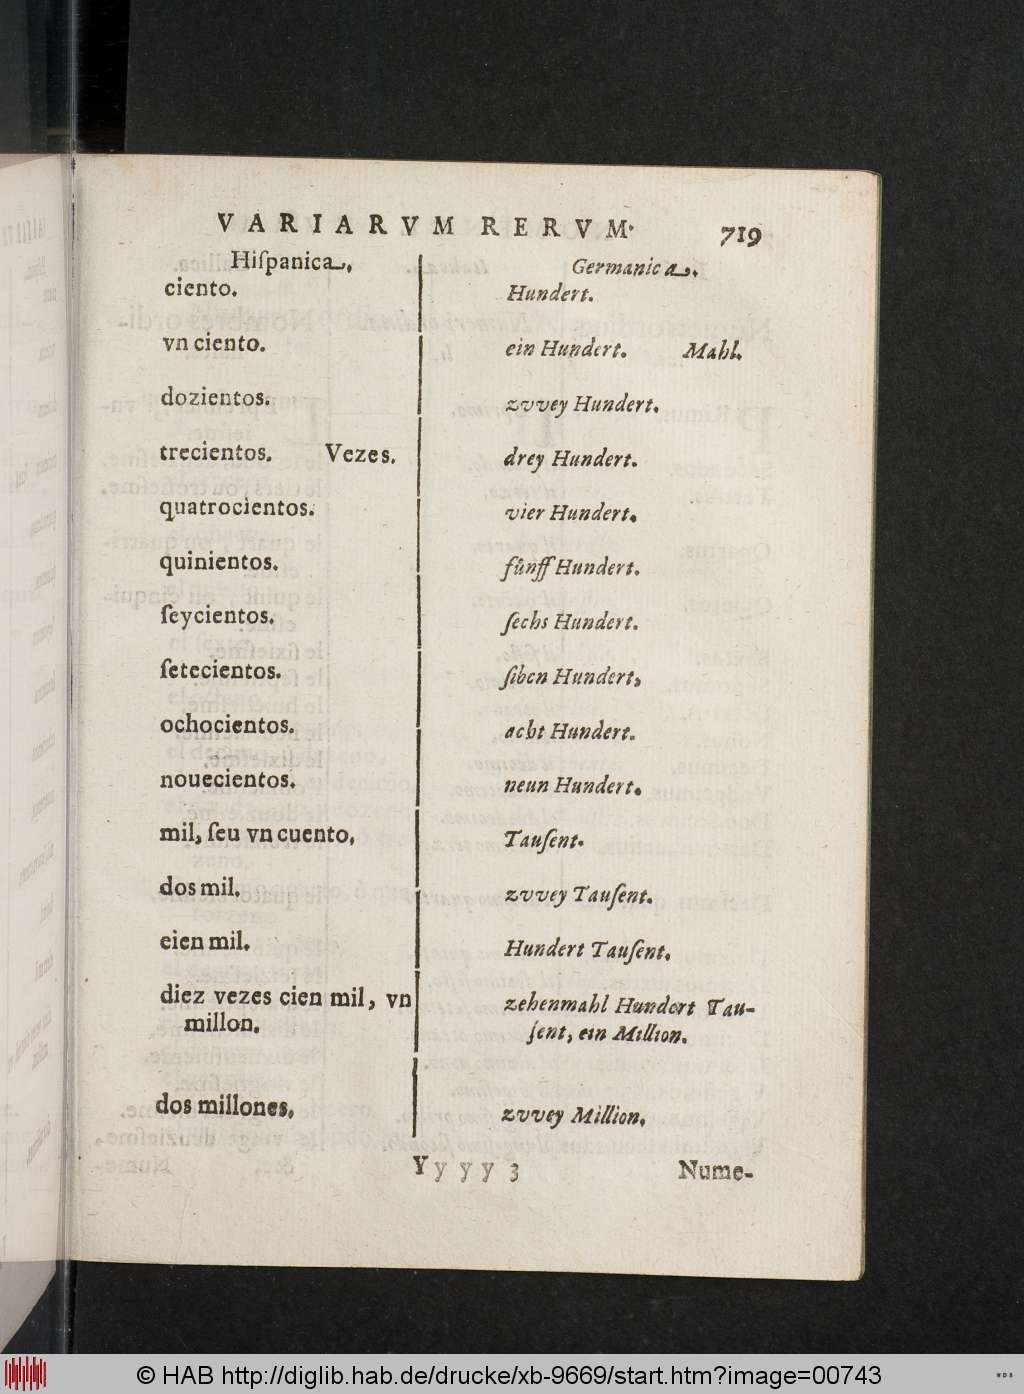 VARIARVM RERVM. 719
Hiſpanica. Germanica.
ciento. Hundert.
vn ciento. ein Hundert. Mahl.
dozientos. zvvey Hundert.
trecientos. Vezes. drey Hundert.
quatrocientos. vier Hundert.
quinientos. fuͤnff Hundert.
ſeycientos. ſechs Hundert.
ſetecientos. ſiben Hundert,
ochocientos. acht Hundert.
nouecientos. neun Hundert.
mil, ſeu vn cuento, Tauſent.
dos mil. zvvey Tauſent.
eien mil. Hundert Tauſent.
diez vezes cien mil, vn zehenmahl Hundert Tau-
millon. ſent, ein Million.
dos millones, zvvey Million.
Yyyy 3 Nume-
© HAB http://diglib.hab.de/drucke/xb-9669/start.htm?image=00743